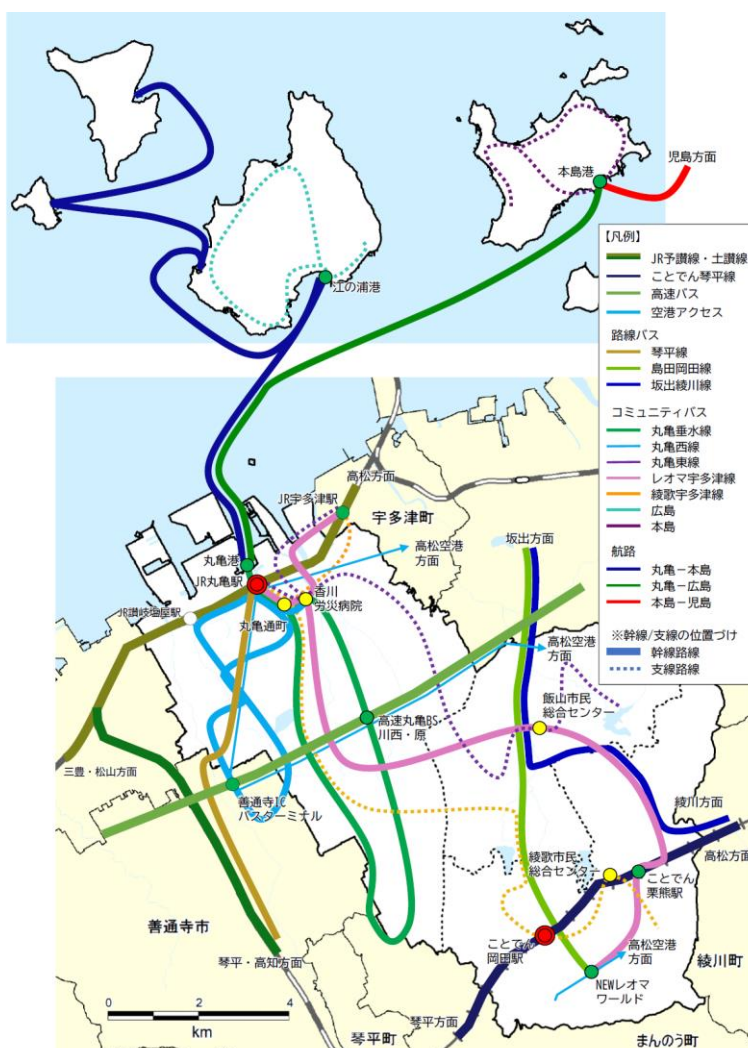 本島港
児島方面
江の浦港
【凡例】
JR予讃線・土讃線
ことでん琴平線
高速バス
空港アクセス
路線バス
琴平線
島田岡田線
坂出綾川線
コミュニティバス
丸亀垂水線
丸亀西線
丸亀東線
レオマ宇多津線
綾歌宇多津線
広島
本島
航路
丸亀－本島
丸亀－広島
本島－児島
※幹線/支線の位置づけ
幹線路線
支線路線
高松方面
JR宇多津駅
宇多津町
坂出方面
丸亀港
JR丸亀駅
高松空港
方面
JR讃岐塩屋駅
香川
労災病院
丸亀通町
高松空港
方面
飯山市民
総合センター
高速丸亀BS
川西・原
三豊・松山方面
善通寺IC
バスターミナル
綾川方面
高松方面
綾歌市民
総合センター
ことでん
栗熊駅
善通寺市
ことでん
岡田駅
高松空港
方面
綾川町
琴平・高知方面
NEWレオマ
ワールド
0 2 4
km
琴平町
琴平方面
まんのう町